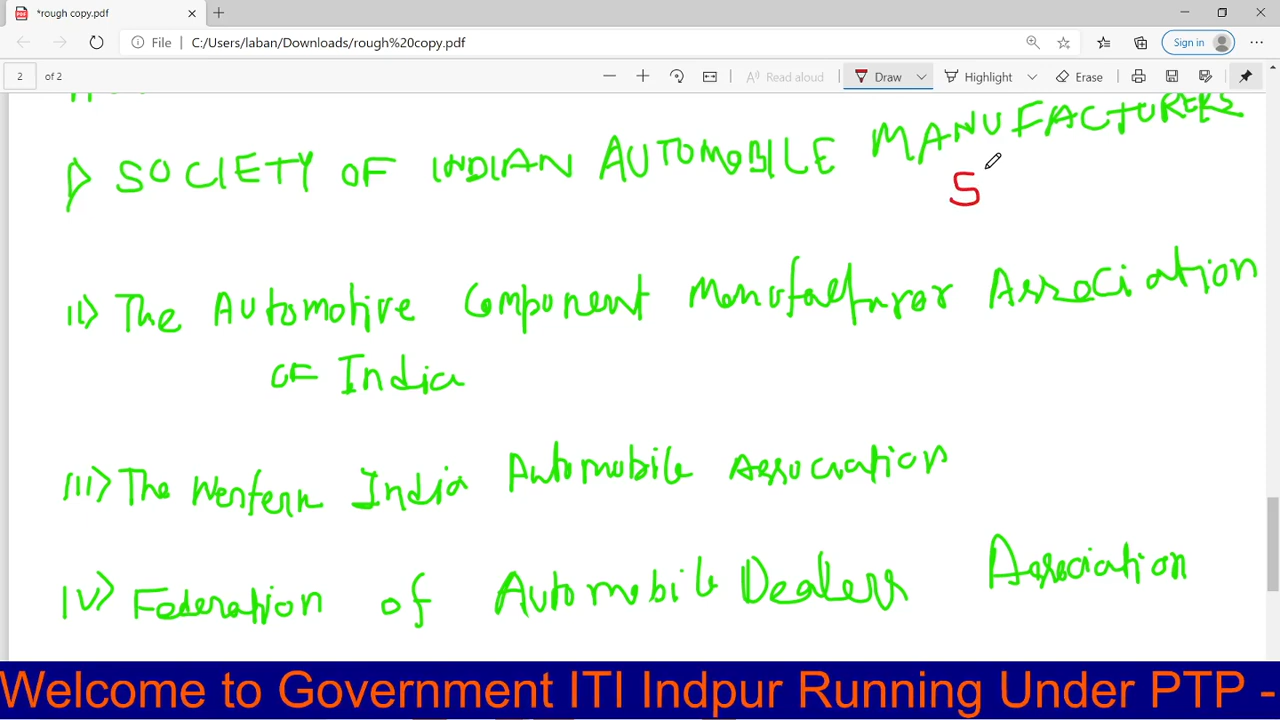 *rough copy.pdf
File C:/Users/laban/Downloads/rough%20copy.pdf Sign in
2 of 2 Read aloud Draw Highlight Erase
I) SOCIETY OF INDIAN AUTOMOBILE MANUFACTURERS
S
II) The Automotive Component Manufacturer Association
OF India
III) The Western India Automobile Association
IV) Federation of Automobile Dealers Association
Welcome to Government ITI Indpur Running Under PTP -